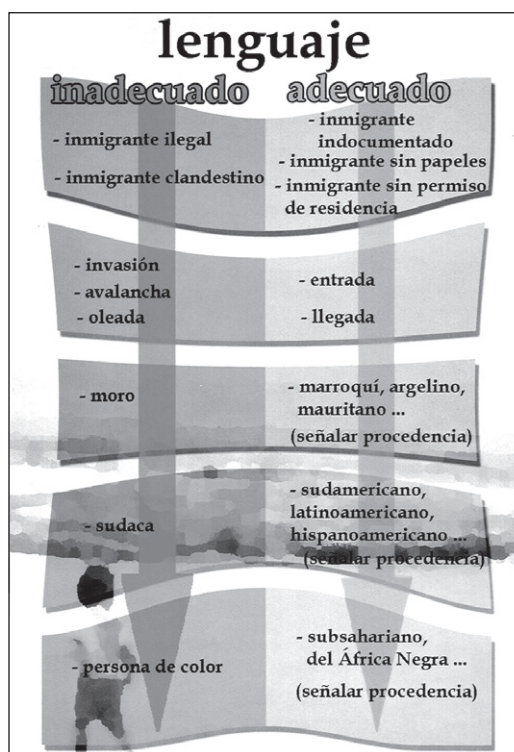 lenguaje
inadecuado
adecuado
- inmigrante ilegal
- inmigrante clandestino
- inmigrante
indocumentado
- inmigrante sin papeles
- inmigrante sin permiso
de residencia
- invasión
- avalancha
- oleada
- entrada
- llegada
- moro
- marroquí, argelino,
mauritano ...
(señalar procedencia)
- sudaca
- sudamericano,
latinoamericano,
hispanoamericano ...
(señalar procedencia)
- persona de color
- subsahariano,
del África Negra ...
(señalar procedencia)